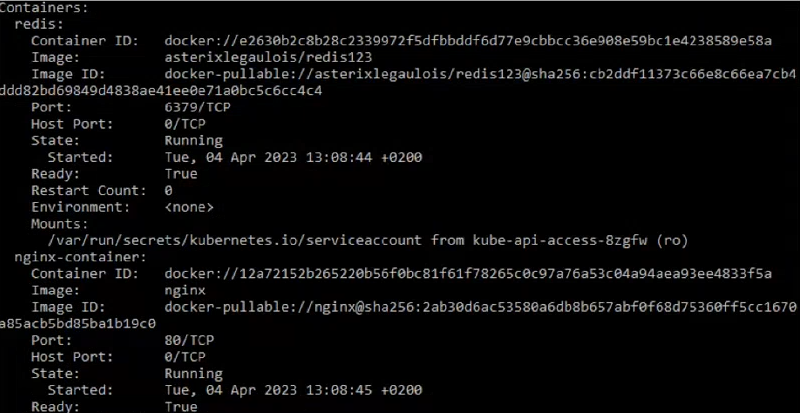 Containers:
redis:
Container ID: docker://e2630b2c8b28c2339972f5dfbbddf6d77e9cbbcc36e908e59bc1e4238589e58a
Image: asterixlegaulois/redis123
Image ID: docker-pullable://asterixlegaulois/redis123@sha256:cb2ddf11373c66e8c66ea7cb4
ddd82bd69849d4838ae41ee0e71a0bc5c6cc4c4
Port: 6379/TCP
Host Port: 0/TCP
State: Running
Started: Tue, 04 Apr 2023 13:08:44 +0200
Ready: True
Restart Count: 0
Environment: <none>
Mounts:
/var/run/secrets/kubernetes.io/serviceaccount from kube-api-access-8zgfw (ro)
nginx-container:
Container ID: docker://12a72152b265220b56f0bc81f61f78265c0c97a76a53c04a94aea93ee4833f5a
Image: nginx
Image ID: docker-pullable://nginx@sha256:2ab30d6ac53580a6db8b657abf0f68d75360ff5cc1670
a85acb5bd85ba1b19c0
Port: 80/TCP
Host Port: 0/TCP
State: Running
Started: Tue, 04 Apr 2023 13:08:45 +0200
Ready: True